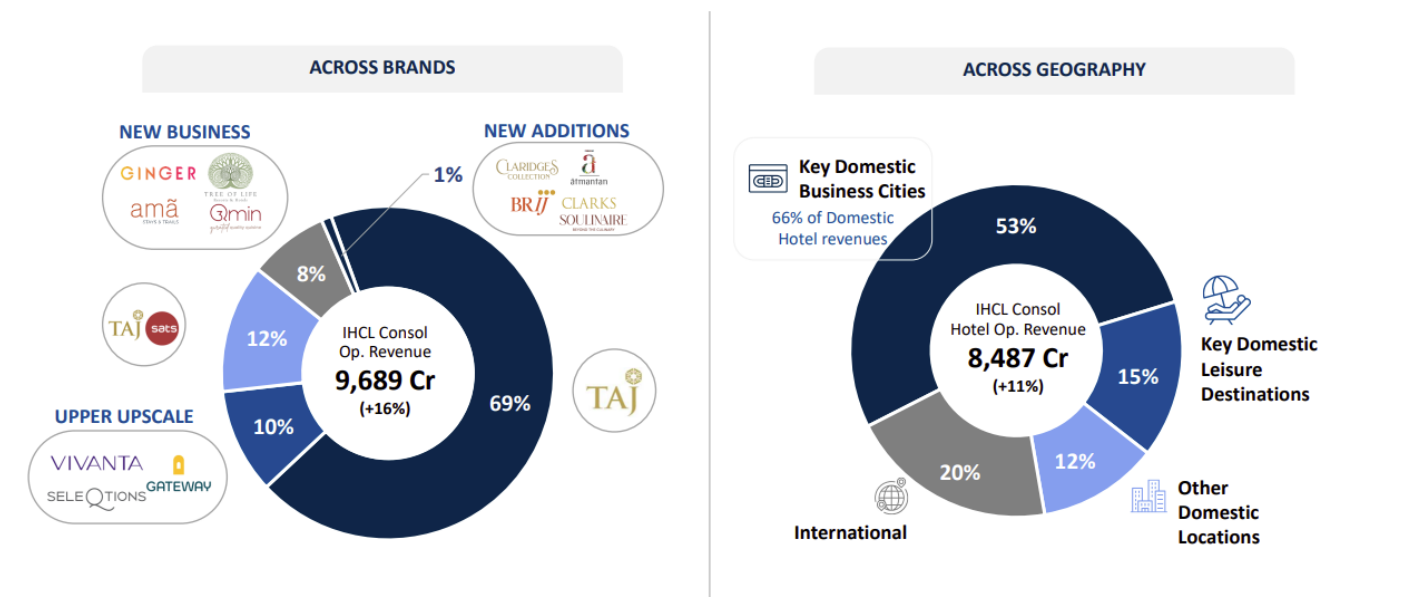 ACROSS BRANDS
NEW BUSINESS
GINGER
TREE OF LIFE
amã
STAYS & TRAILS
Qmin
NEW ADDITIONS
CLARIDGES
COLLECTION
ā
ātmantan
BRIJ
CLARKS
SOULINAIRE
BEYOND THE CULINARY
1%
8%
TAJ
sats
12%
IHCL Consol
Op. Revenue
9,689 Cr
(+16%)
69%
TAJ
UPPER UPSCALE
VIVANTA
SELEQTIONS
GATEWAY
10%
ACROSS GEOGRAPHY
Key Domestic
Business Cities
66% of Domestic
Hotel revenues
53%
IHCL Consol
Hotel Op. Revenue
8,487 Cr
(+11%)
15%
Key Domestic
Leisure
Destinations
12%
Other
Domestic
Locations
20%
International